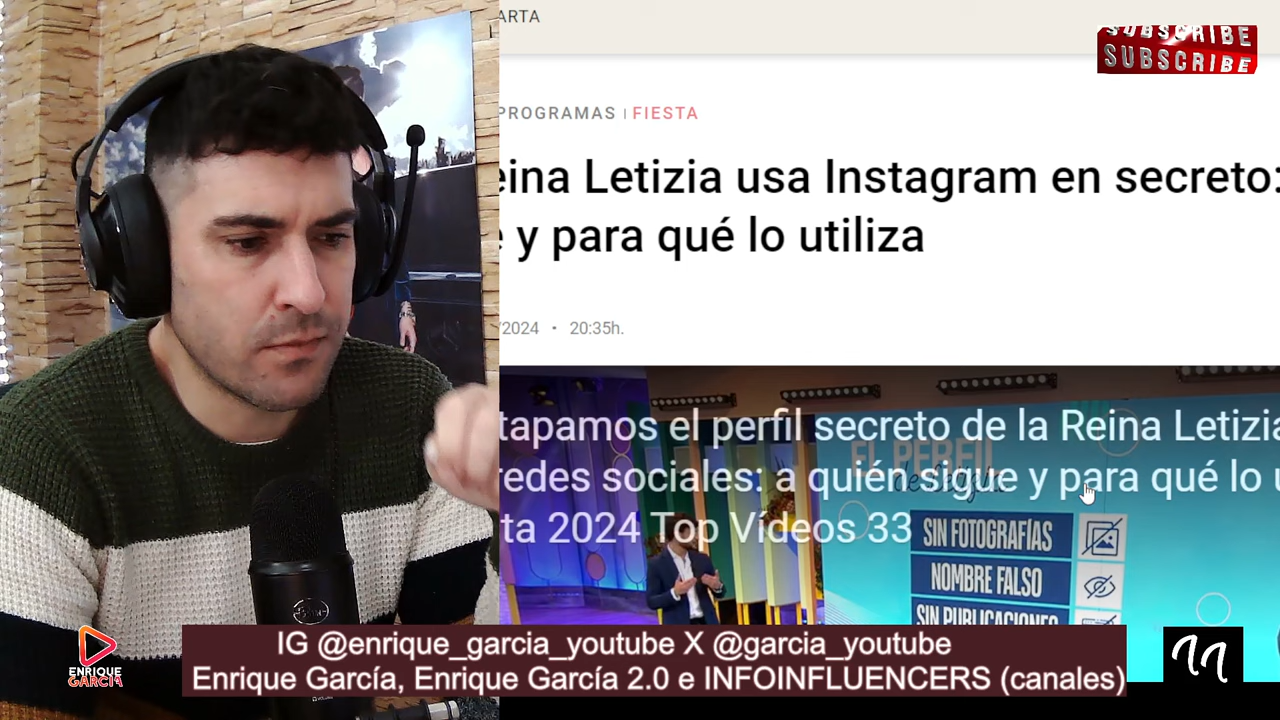 ARTA
SUBSCRIBE
SUBSCRIBE
PROGRAMAS | FIESTA
eina Letizia usa Instagram en secreto:
e y para qué lo utiliza
/2024 • 20:35h.
tapamos el perfil secreto de la Reina Letizia
redes sociales: a quién sigue y para qué lo u
ta 2024 Top Vídeos 33
EL PERFIL
SIN FOTOGRAFÍAS
NOMBRE FALSO
SIN PUBLICACIONES
IG @enrique_garcia_youtube X @garcia_youtube
Enrique García, Enrique García 2.0 e INFOINFLUENCERS (canales)
ENRIQUE
GARCÍA